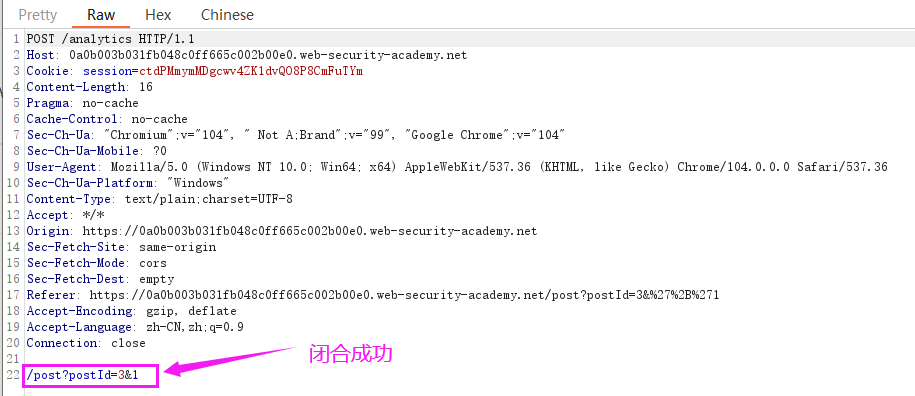 Pretty Raw Hex Chinese
1 POST /analytics HTTP/1.1
2 Host: 0a0b003b031fb048c0ff665c002b00e0.web-security-academy.net
3 Cookie: session=ctdPMmymMDgcwv4ZK1dvQO8P8CmFuTYm
4 Content-Length: 16
5 Pragma: no-cache
6 Cache-Control: no-cache
7 Sec-Ch-Ua: "Chromium";v="104", " Not A;Brand";v="99", "Google Chrome";v="104"
8 Sec-Ch-Ua-Mobile: ?0
9 User-Agent: Mozilla/5.0 (Windows NT 10.0; Win64; x64) AppleWebKit/537.36 (KHTML, like Gecko) Chrome/104.0.0.0 Safari/537.36
10 Sec-Ch-Ua-Platform: "Windows"
11 Content-Type: text/plain;charset=UTF-8
12 Accept: */*
13 Origin: https://0a0b003b031fb048c0ff665c002b00e0.web-security-academy.net
14 Sec-Fetch-Site: same-origin
15 Sec-Fetch-Mode: cors
16 Sec-Fetch-Dest: empty
17 Referer: https://0a0b003b031fb048c0ff665c002b00e0.web-security-academy.net/post?postId=3&%27%2B%271
18 Accept-Encoding: gzip, deflate
19 Accept-Language: zh-CN,zh;q=0.9
20 Connection: close
21
闭合成功
22 /post?postId=3&1